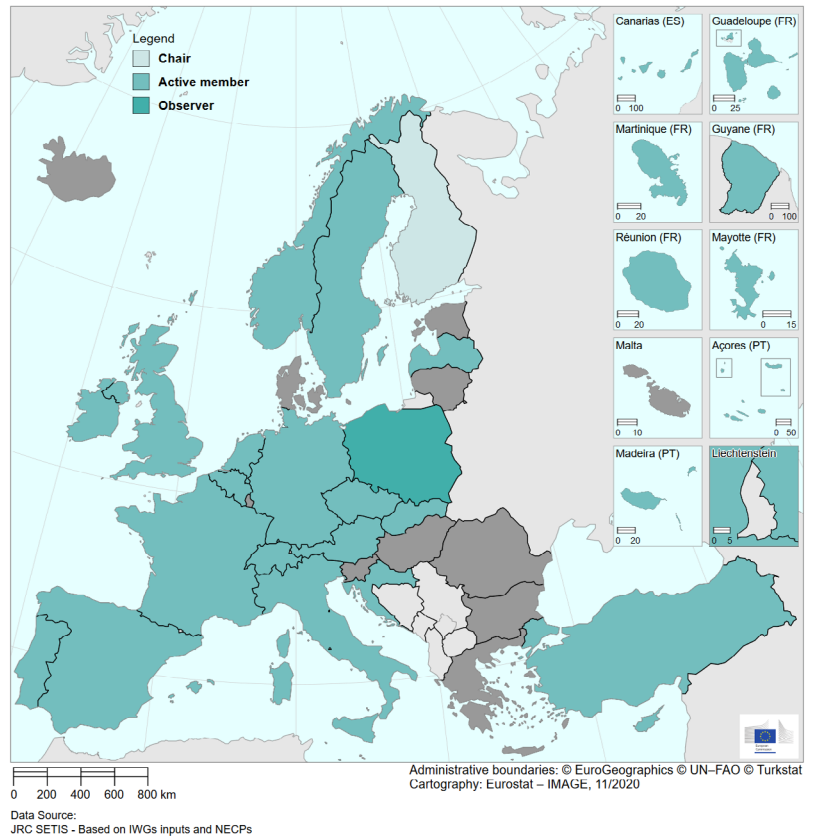 Legend
Chair
Active member
Observer
Canarias (ES)
0 100
Guadeloupe (FR)
0 25
Martinique (FR)
0 20
Guyane (FR)
0 100
Réunion (FR)
0 20
Mayotte (FR)
0 15
Malta
0 10
Açores (PT)
0 50
Madeira (PT)
0 20
Liechtenstein
0 5
European
Commission
0 200 400 600 800 km
Administrative boundaries: © EuroGeographics © UN–FAO © Turkstat
Cartography: Eurostat – IMAGE, 11/2020
Data Source:
JRC SETIS - Based on IWGs inputs and NECPs